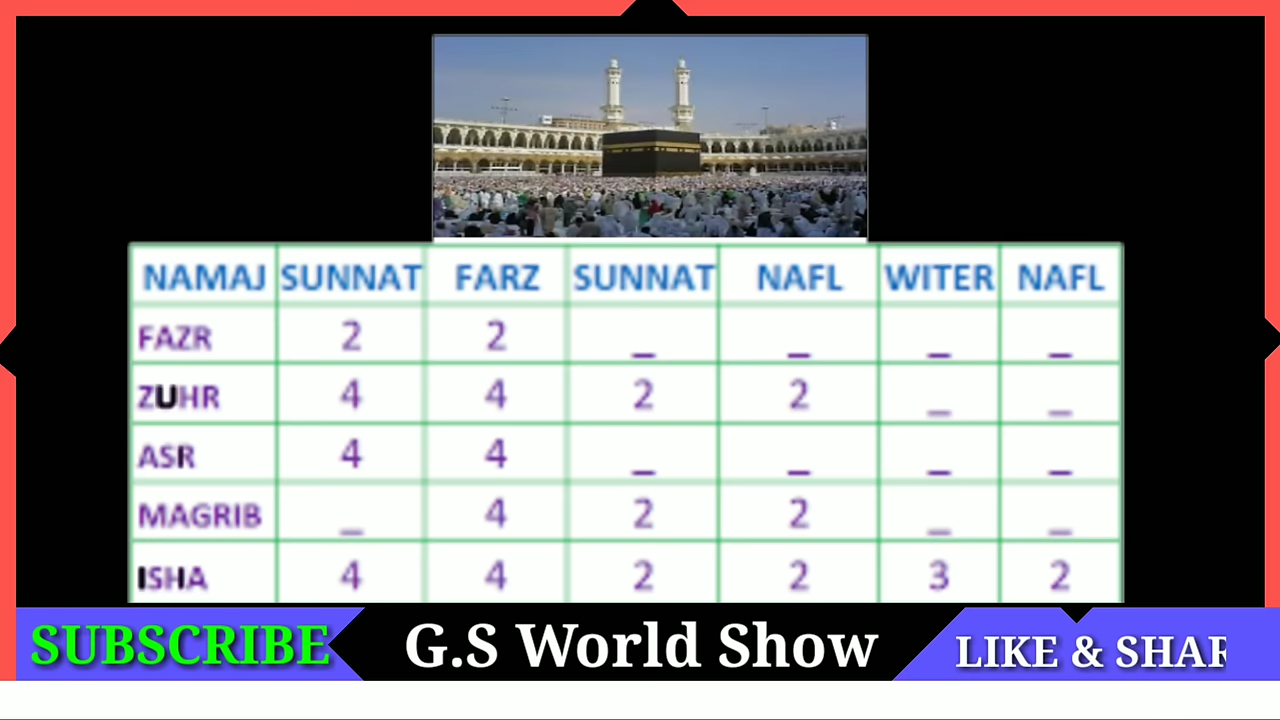 NAMAJ SUNNAT FARZ SUNNAT NAFL WITER NAFL
FAZR 2 2 _ _ _ _
ZUHR 4 4 2 2 _ _
ASR 4 4 _ _ _ _
MAGRIB _ 4 2 2 _ _
ISHA 4 4 2 2 3 2
SUBSCRIBE G.S World Show LIKE & SHAR